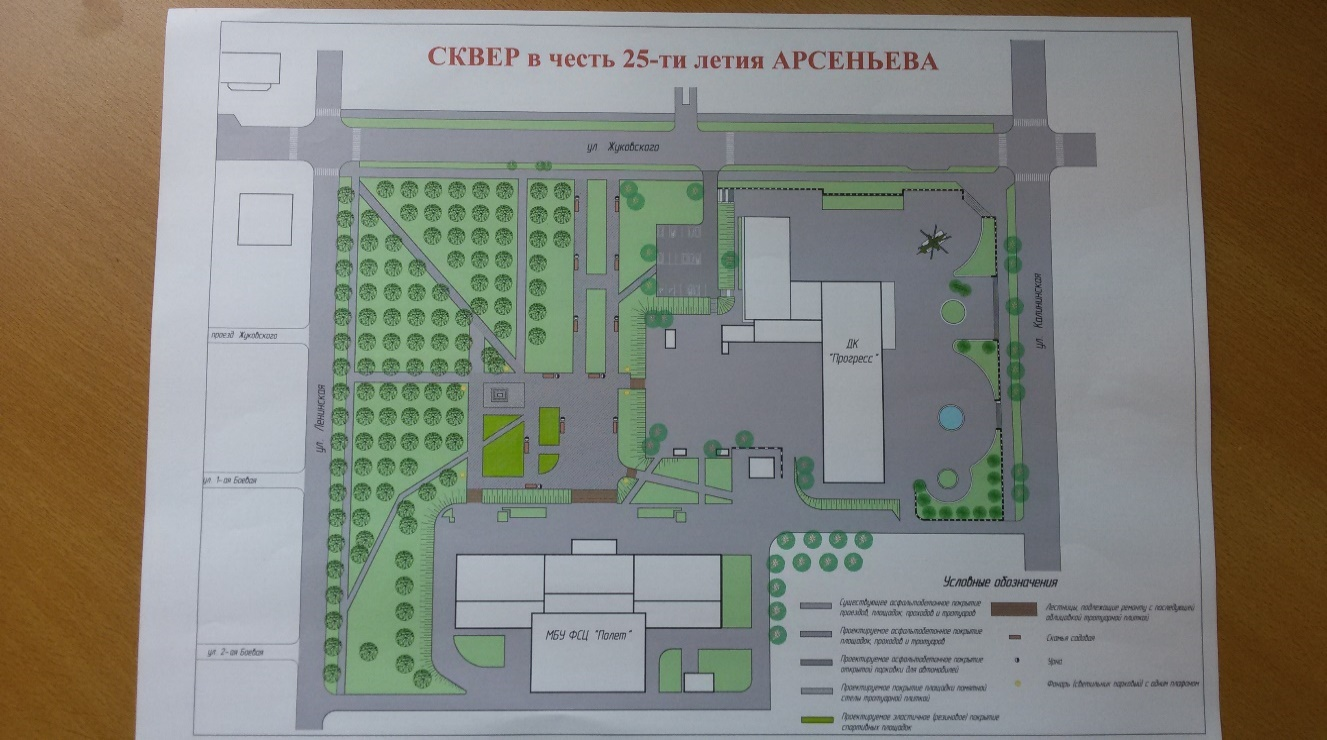 СКВЕР в честь 25-ти летия АРСЕНЬЕВА
ул. Жуковского
проезд Жуковского
ул. Ленинская
ул. Калининская
ДК
"Прогресс"
ул. 1-ая Боевая
ул. 2-ая Боевая
МБУ ФСЦ "Полет"
Условные обозначения
Существующее асфальтобетонное покрытие
проездов, площадок, проходов и тротуаров
Проектируемое асфальтобетонное покрытие
площадок, проходов и тротуаров
Проектируемое асфальтобетонное покрытие
открытой парковки для автомобилей
Проектируемое покрытие площадки памятной
стелы тротуарной плиткой
Проектируемое эластичное (резиновое) покрытие
спортивных площадок
Лестницы, подлежащие ремонту с последующей
облицовкой тротуарной плиткой)
Скамья садовая
Урна
Фонарь (светильник парковый) с одним плафоном